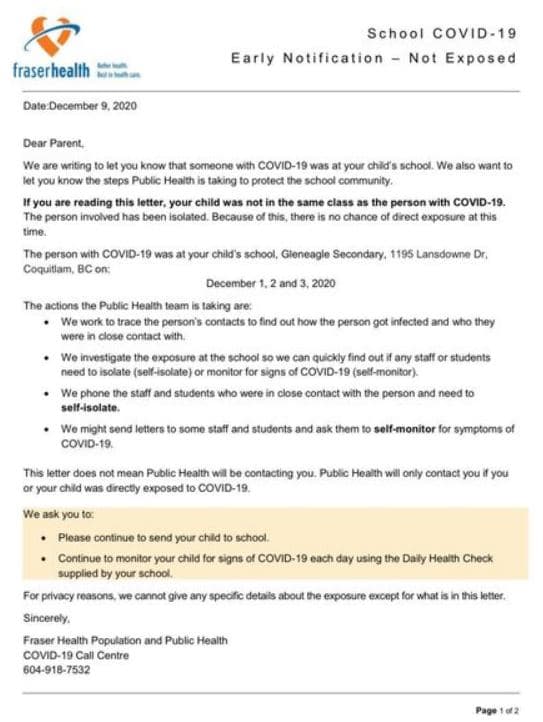 School COVID-19
Early Notification – Not Exposed
fraserhealth
Better health.
Best in health care.
Date:December 9, 2020
Dear Parent,
We are writing to let you know that someone with COVID-19 was at your child's school. We also want to
let you know the steps Public Health is taking to protect the school community.
If you are reading this letter, your child was not in the same class as the person with COVID-19.
The person involved has been isolated. Because of this, there is no chance of direct exposure at this
time.
The person with COVID-19 was at your child's school, Gleneagle Secondary, 1195 Lansdowne Dr,
Coquitlam, BC on:
December 1, 2 and 3, 2020
The actions the Public Health team is taking are:
• We work to trace the person's contacts to find out how the person got infected and who they
were in close contact with.
• We investigate the exposure at the school so we can quickly find out if any staff or students
need to isolate (self-isolate) or monitor for signs of COVID-19 (self-monitor).
• We phone the staff and students who were in close contact with the person and need to
self-isolate.
• We might send letters to some staff and students and ask them to self-monitor for symptoms of
COVID-19.
This letter does not mean Public Health will be contacting you. Public Health will only contact you if you
or your child was directly exposed to COVID-19.
We ask you to:
• Please continue to send your child to school.
• Continue to monitor your child for signs of COVID-19 each day using the Daily Health Check
supplied by your school.
For privacy reasons, we cannot give any specific details about the exposure except for what is in this letter.
Sincerely,
Fraser Health Population and Public Health
COVID-19 Call Centre
604-918-7532
Page 1 of 2